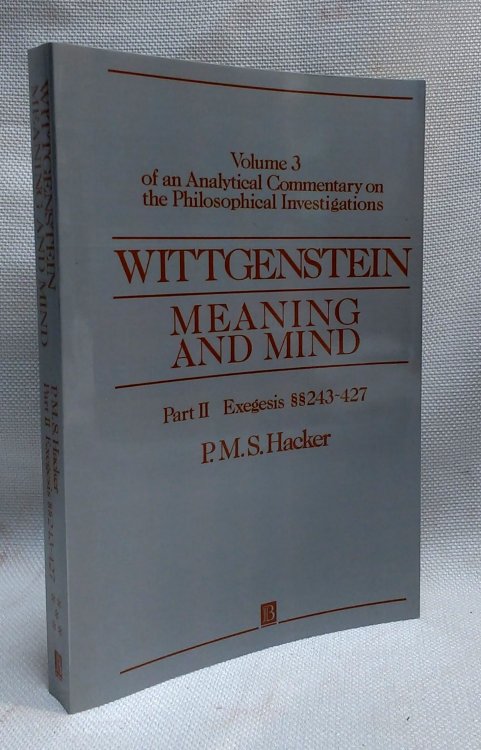 Volume 3
of an Analytical Commentary on
the Philosophical Investigations
WITTGENSTEIN
MEANING
AND MIND
Part II Exegesis §§243-427
P.M.S. Hacker
B
WITTGENSTEIN
MEANING AND MIND
P.M.S. Hacker
Part II Exegesis §§243-427
B